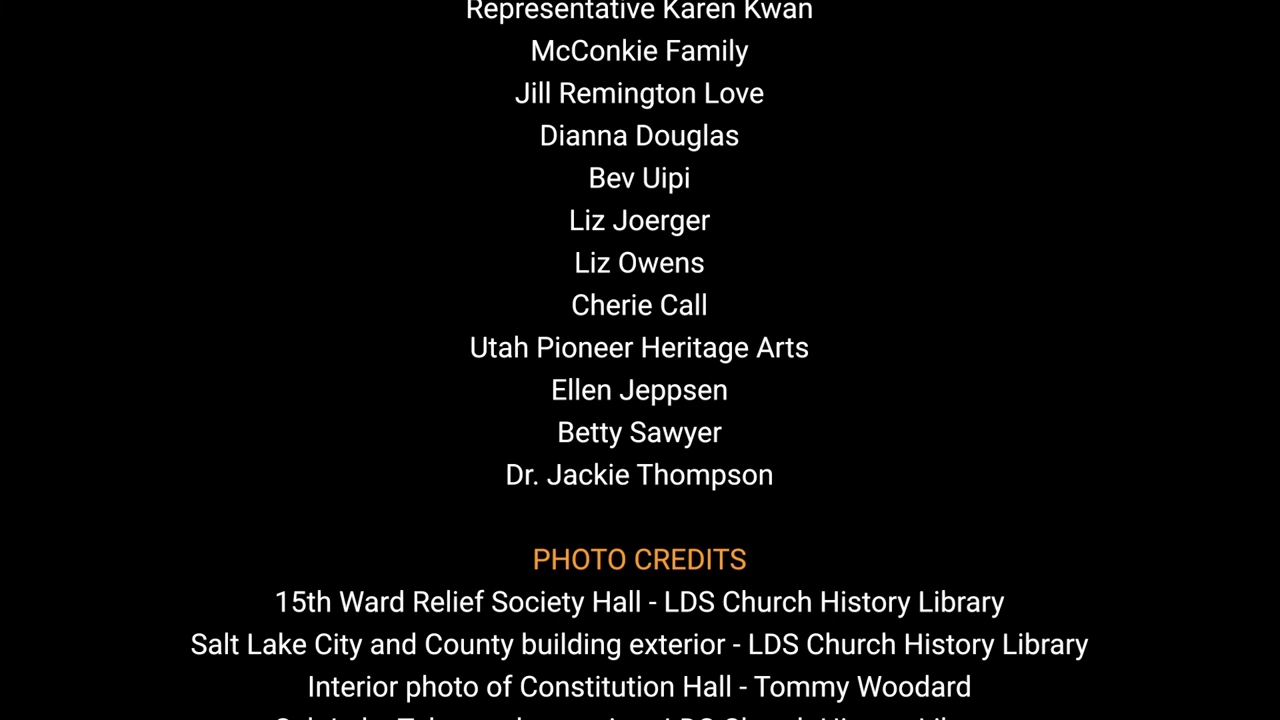 Representative Karen Kwan
McConkie Family
Jill Remington Love
Dianna Douglas
Bev Uipi
Liz Joerger
Liz Owens
Cherie Call
Utah Pioneer Heritage Arts
Ellen Jeppsen
Betty Sawyer
Dr. Jackie Thompson
PHOTO CREDITS
15th Ward Relief Society Hall - LDS Church History Library
Salt Lake City and County building exterior - LDS Church History Library
Interior photo of Constitution Hall - Tommy Woodard